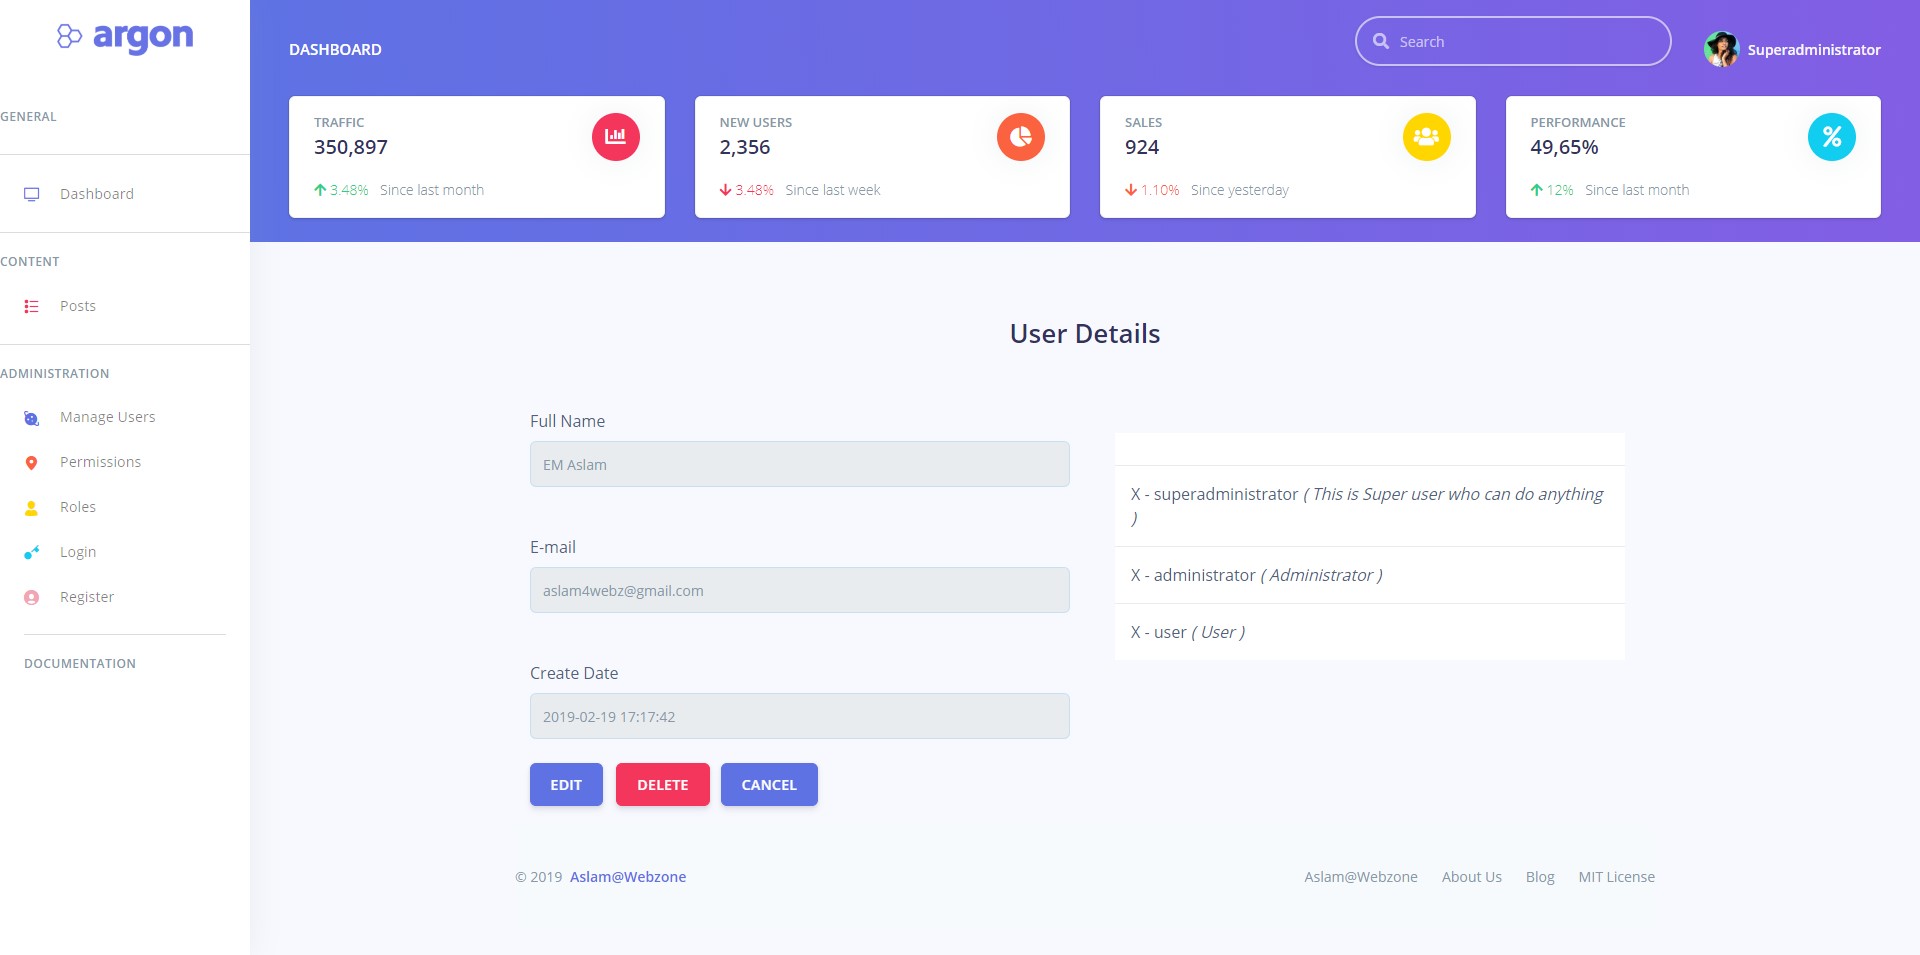 argon
GENERAL
Dashboard
CONTENT
Posts
ADMINISTRATION
Manage Users
Permissions
Roles
Login
Register
DOCUMENTATION
DASHBOARD
Search
Superadministrator
TRAFFIC
350,897
3.48% Since last month
NEW USERS
2,356
3.48% Since last week
SALES
924
1.10% Since yesterday
PERFORMANCE
49,65%
12% Since last month
User Details
Full Name
EM Aslam
E-mail
aslam4webz@gmail.com
Create Date
2019-02-19 17:17:42
EDIT DELETE CANCEL
X - superadministrator ( This is Super user who can do anything
)
X - administrator ( Administrator )
X - user ( User )
© 2019 Aslam@Webzone
Aslam@Webzone About Us Blog MIT License